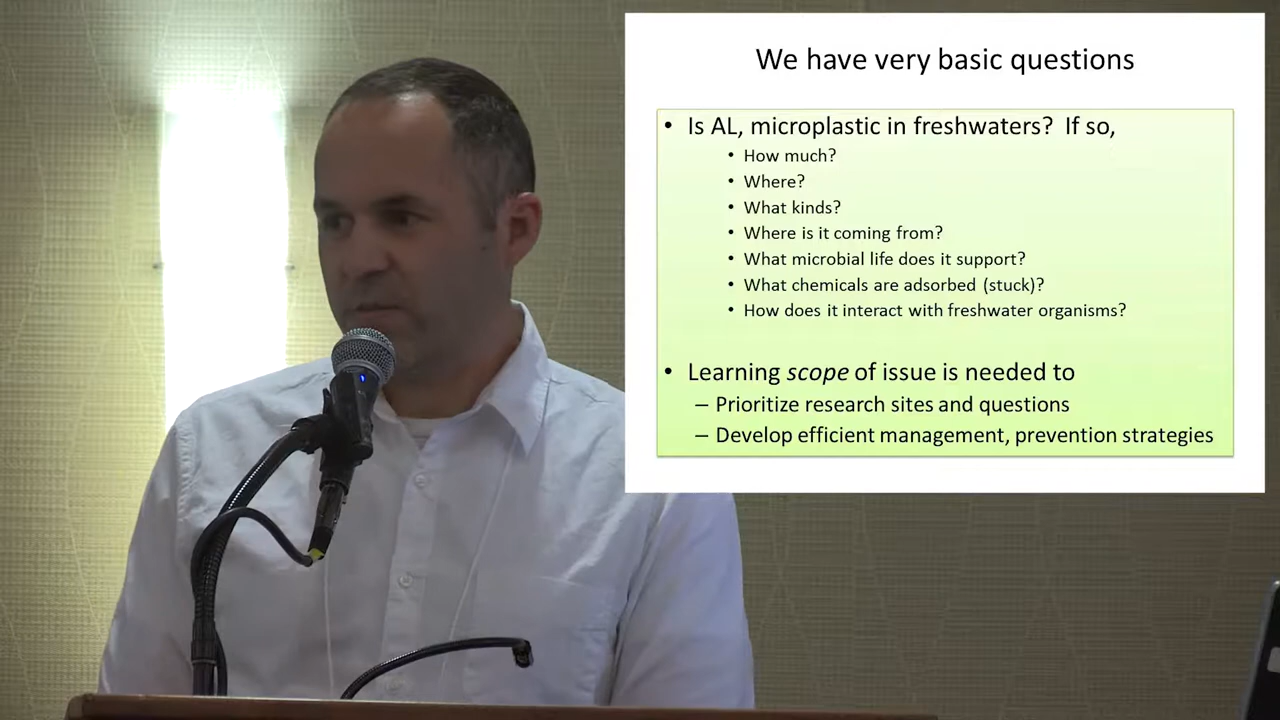 We have very basic questions
• Is AL, microplastic in freshwaters? If so,
• How much?
• Where?
• What kinds?
• Where is it coming from?
• What microbial life does it support?
• What chemicals are adsorbed (stuck)?
• How does it interact with freshwater organisms?
• Learning scope of issue is needed to
– Prioritize research sites and questions
– Develop efficient management, prevention strategies